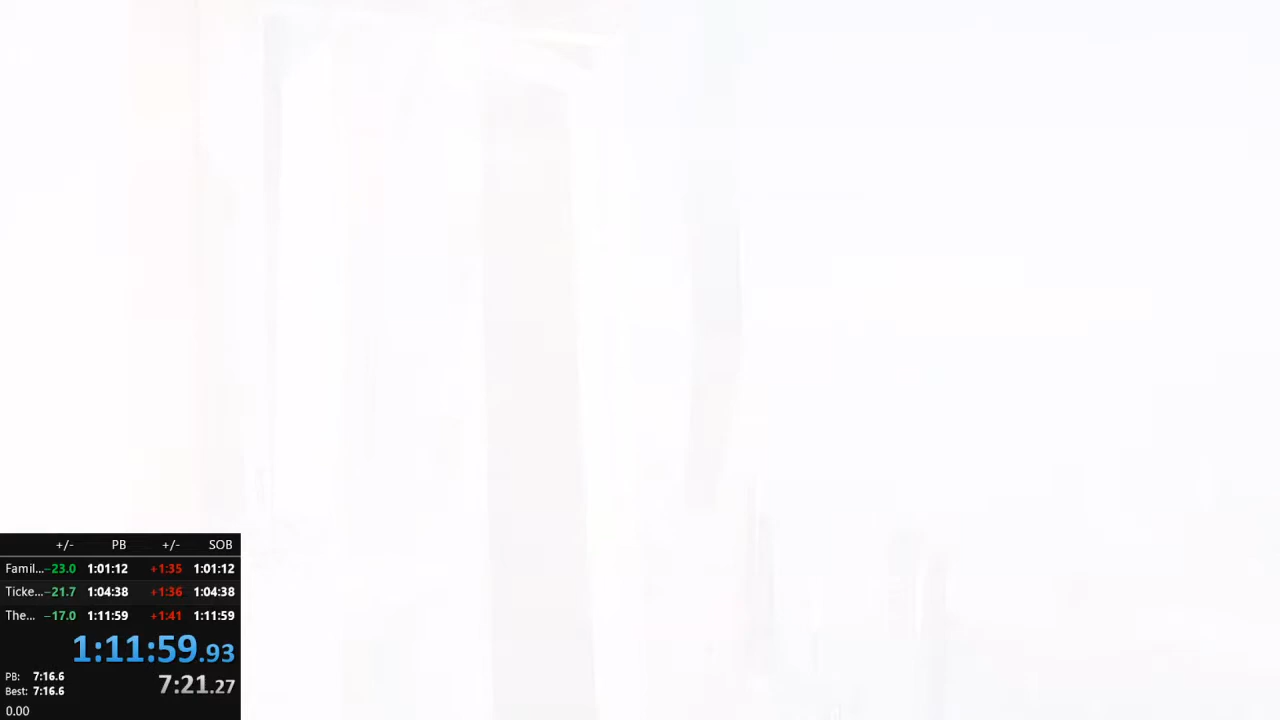 +/- PB +/- SOB
Famil... −23.0 1:01:12 +1:35 1:01:12
Ticke... −21.7 1:04:38 +1:36 1:04:38
The... −17.0 1:11:59 +1:41 1:11:59
1:11:59.93
PB: 7:16.6
Best: 7:16.6
7:21.27
0.00